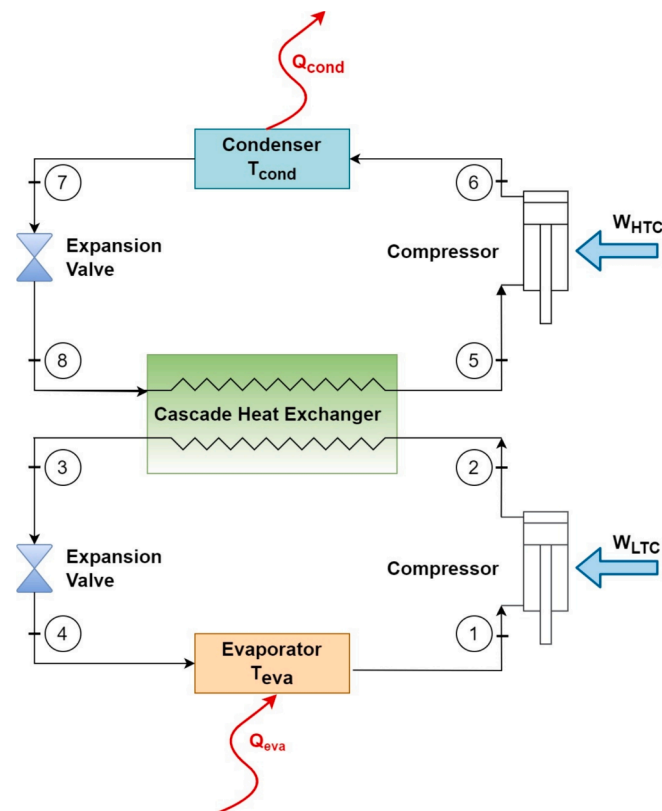 Q_cond
Condenser
T_cond
7
6
W_HTC
Expansion
Valve
Compressor
8
5
Cascade Heat Exchanger
3
2
W_LTC
Expansion
Valve
Compressor
4
1
Evaporator
T_eva
Q_eva